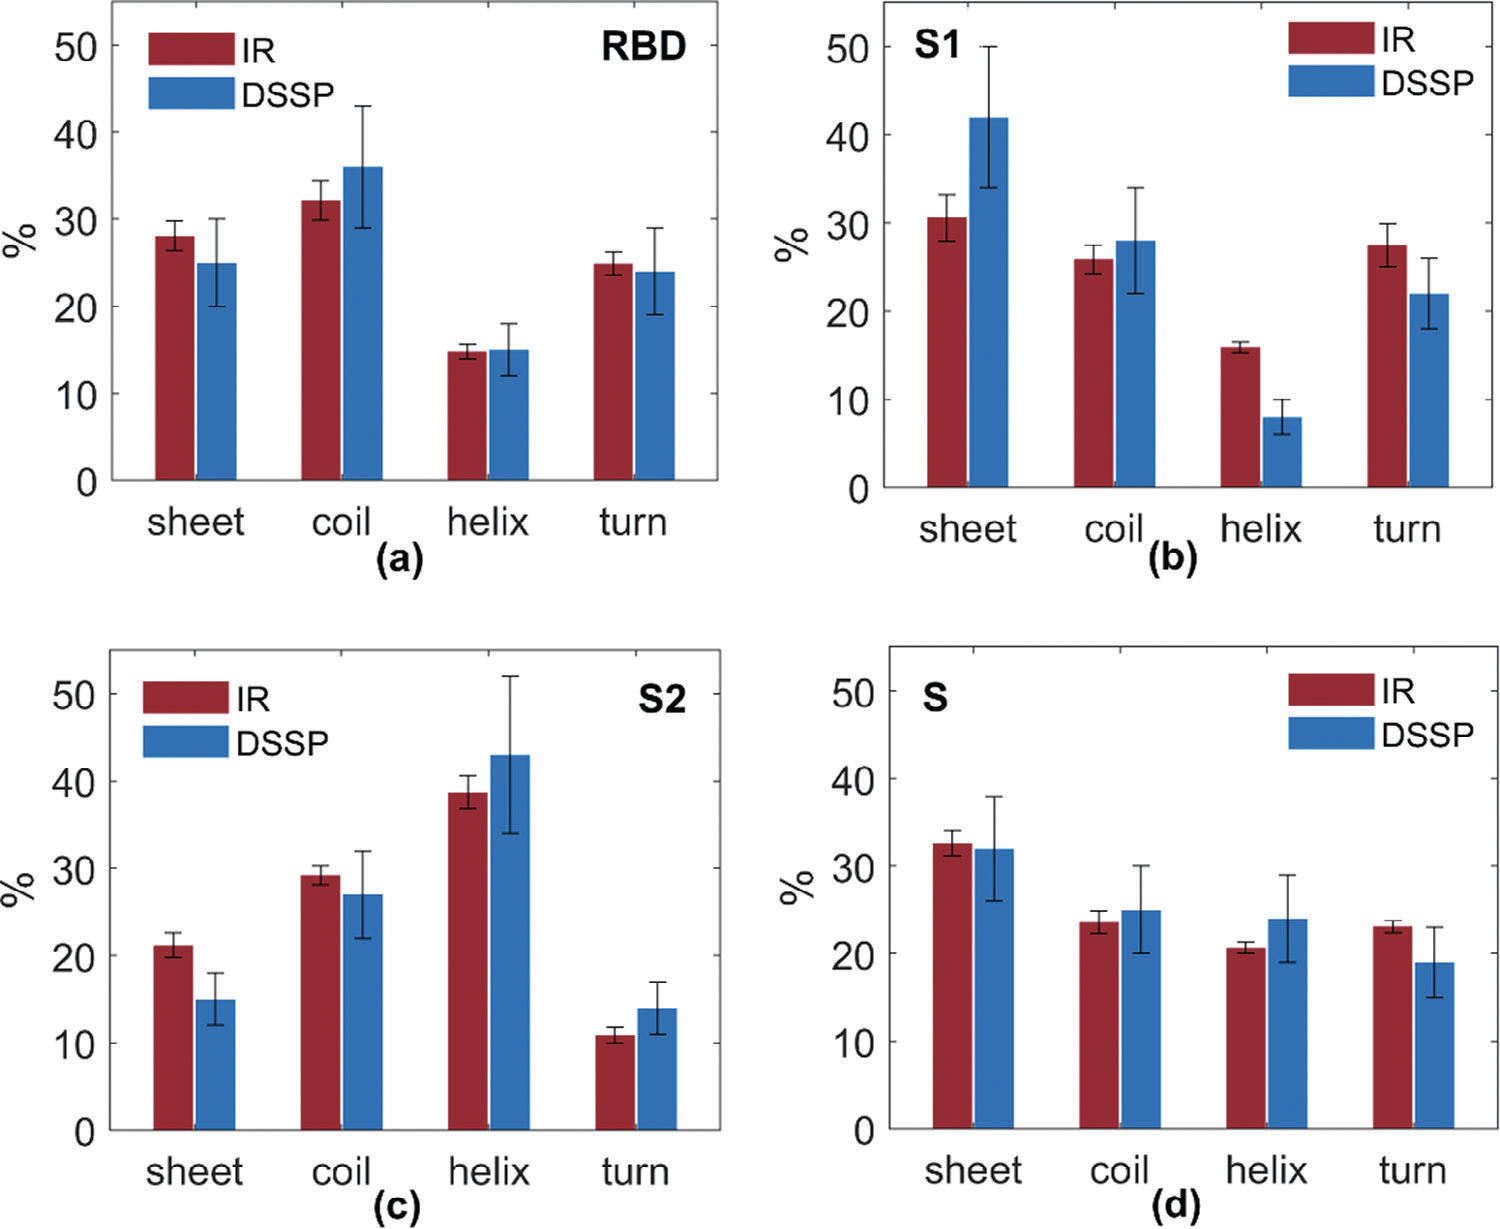 RBD
IR
DSSP
50
40
30
20
10
0
%
sheet coil helix turn
(a)
S1
IR
DSSP
50
40
30
20
10
0
%
sheet coil helix turn
(b)
S2
IR
DSSP
50
40
30
20
10
0
%
sheet coil helix turn
(c)
S
IR
DSSP
50
40
30
20
10
0
%
sheet coil helix turn
(d)